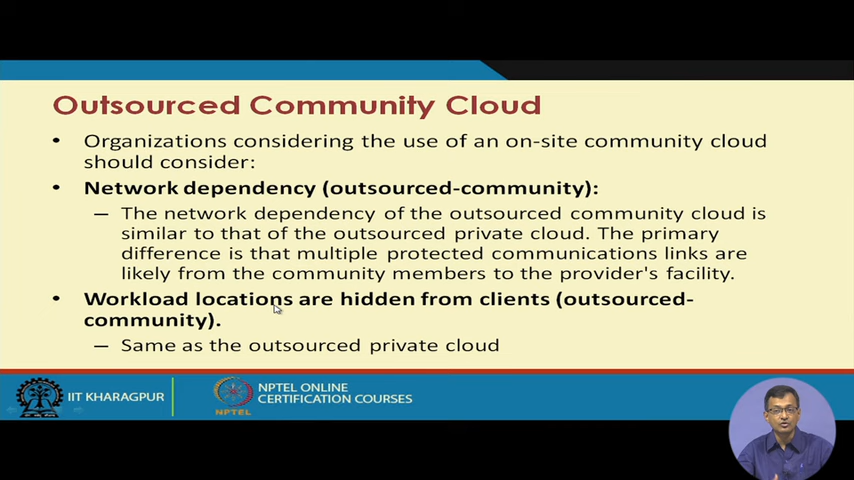 Outsourced Community Cloud
• Organizations considering the use of an on-site community cloud
should consider:
• Network dependency (outsourced-community):
– The network dependency of the outsourced community cloud is
similar to that of the outsourced private cloud. The primary
difference is that multiple protected communications links are
likely from the community members to the provider's facility.
• Workload locations are hidden from clients (outsourced-
community).
– Same as the outsourced private cloud
IIT KHARAGPUR
NPTEL
NPTEL ONLINE
CERTIFICATION COURSES